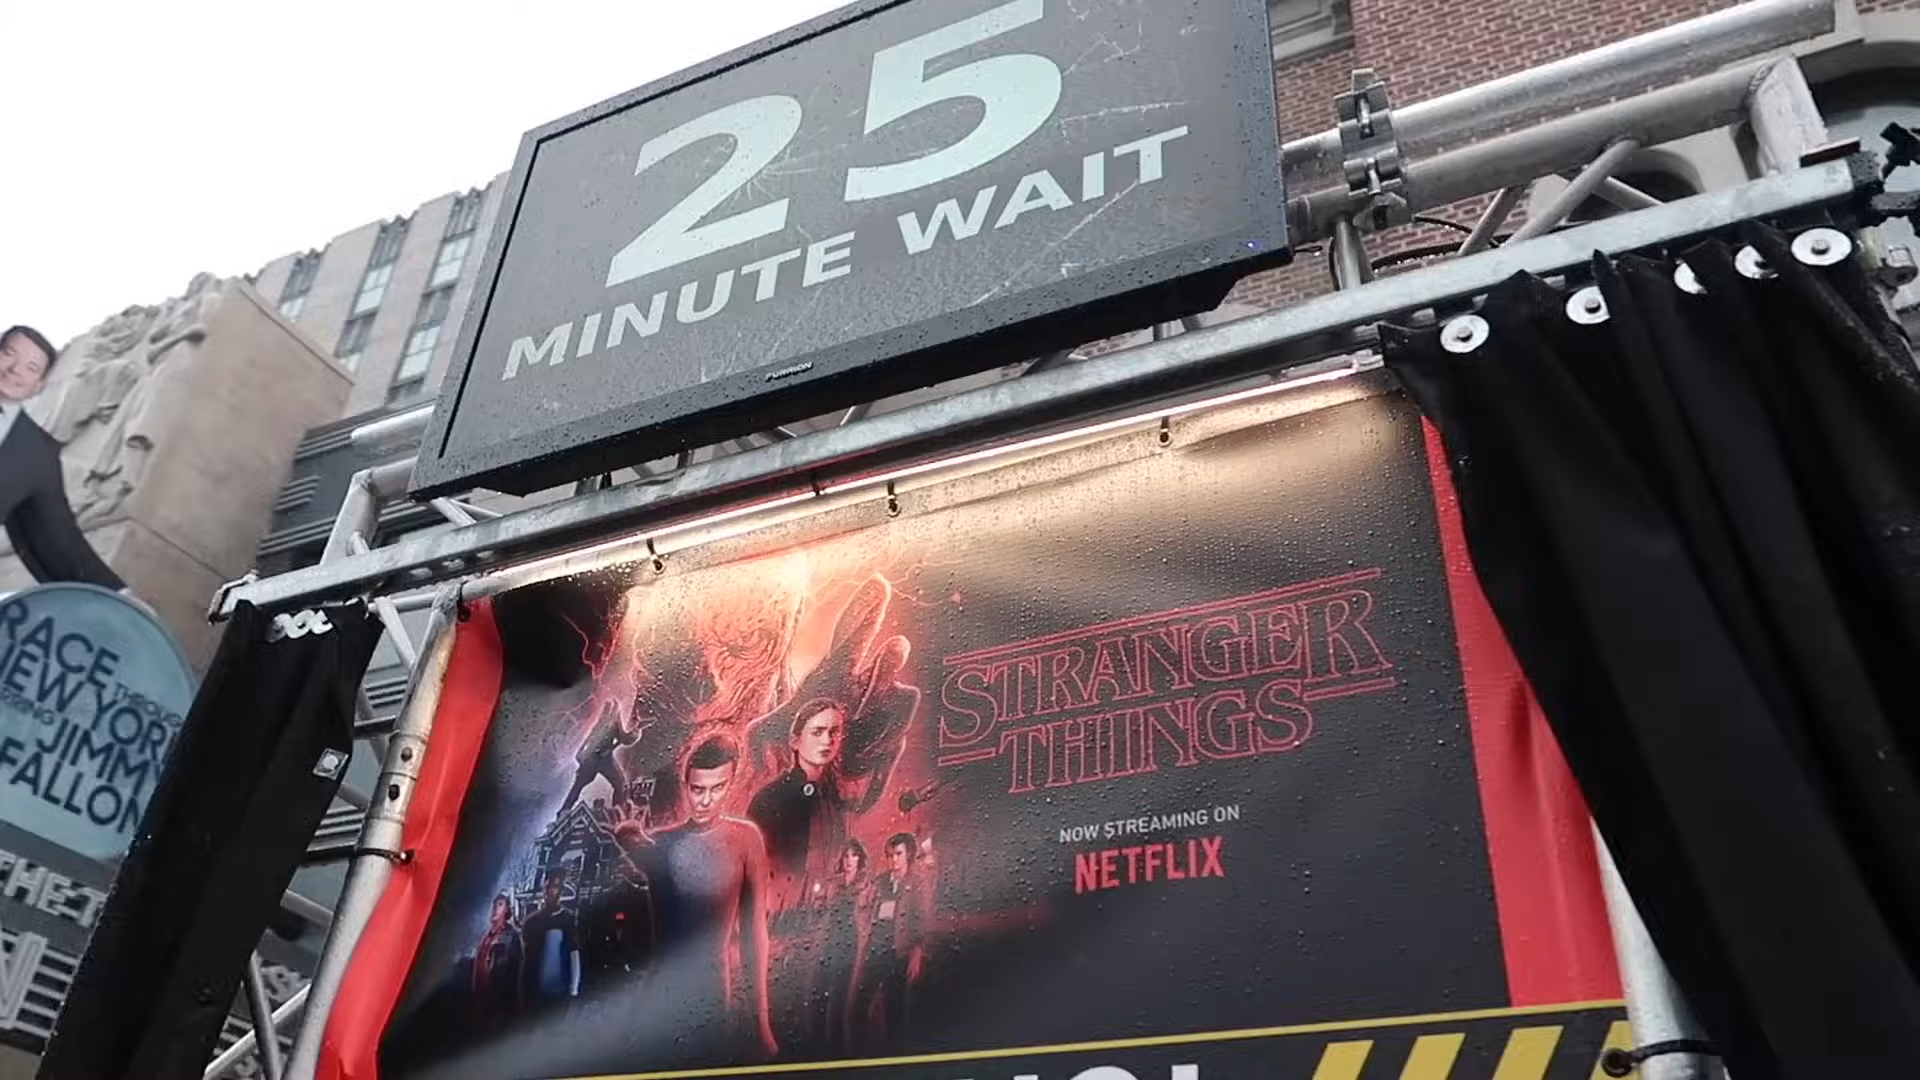 25
MINUTE WAIT
FURRION
STRANGER
THINGS
NOW STREAMING ON
NETFLIX
RACE
THROUGH
NEW YORK
JIMMY
FALLON